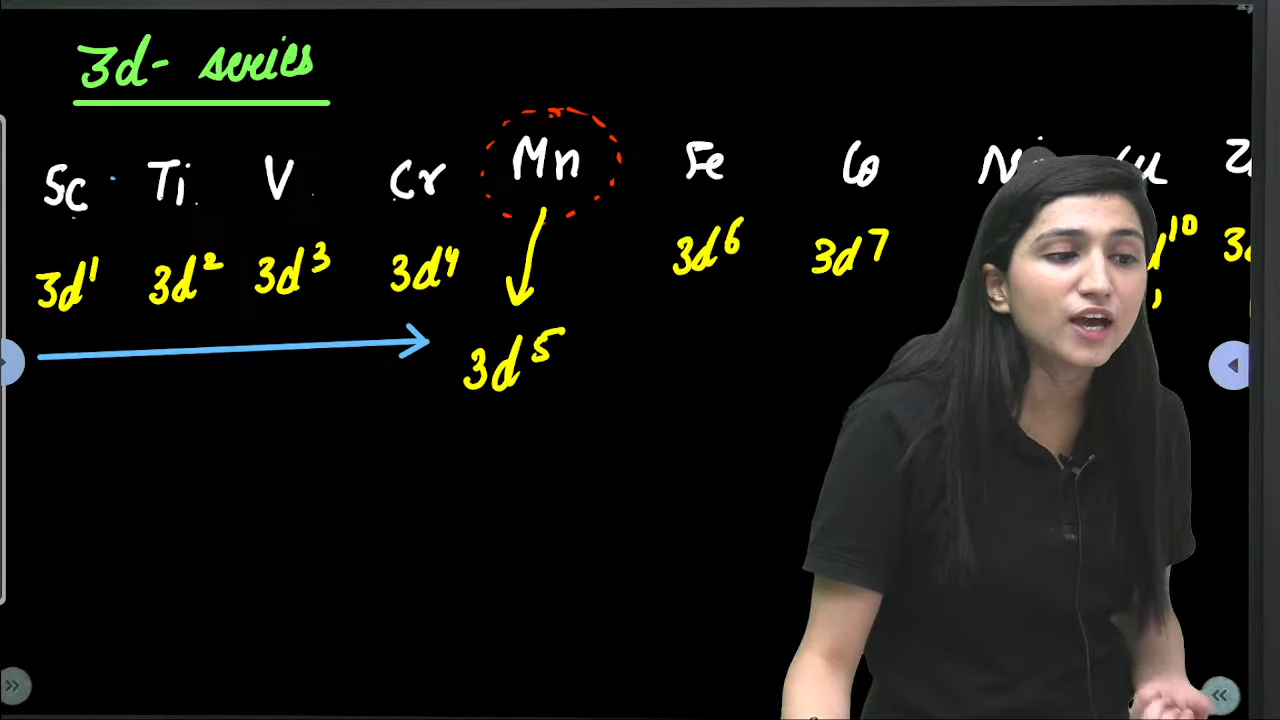 3d- series
Sc Ti V Cr Mn Fe Co
3d¹ 3d² 3d³ 3d⁴ 3d⁶ 3d⁷
3d⁵